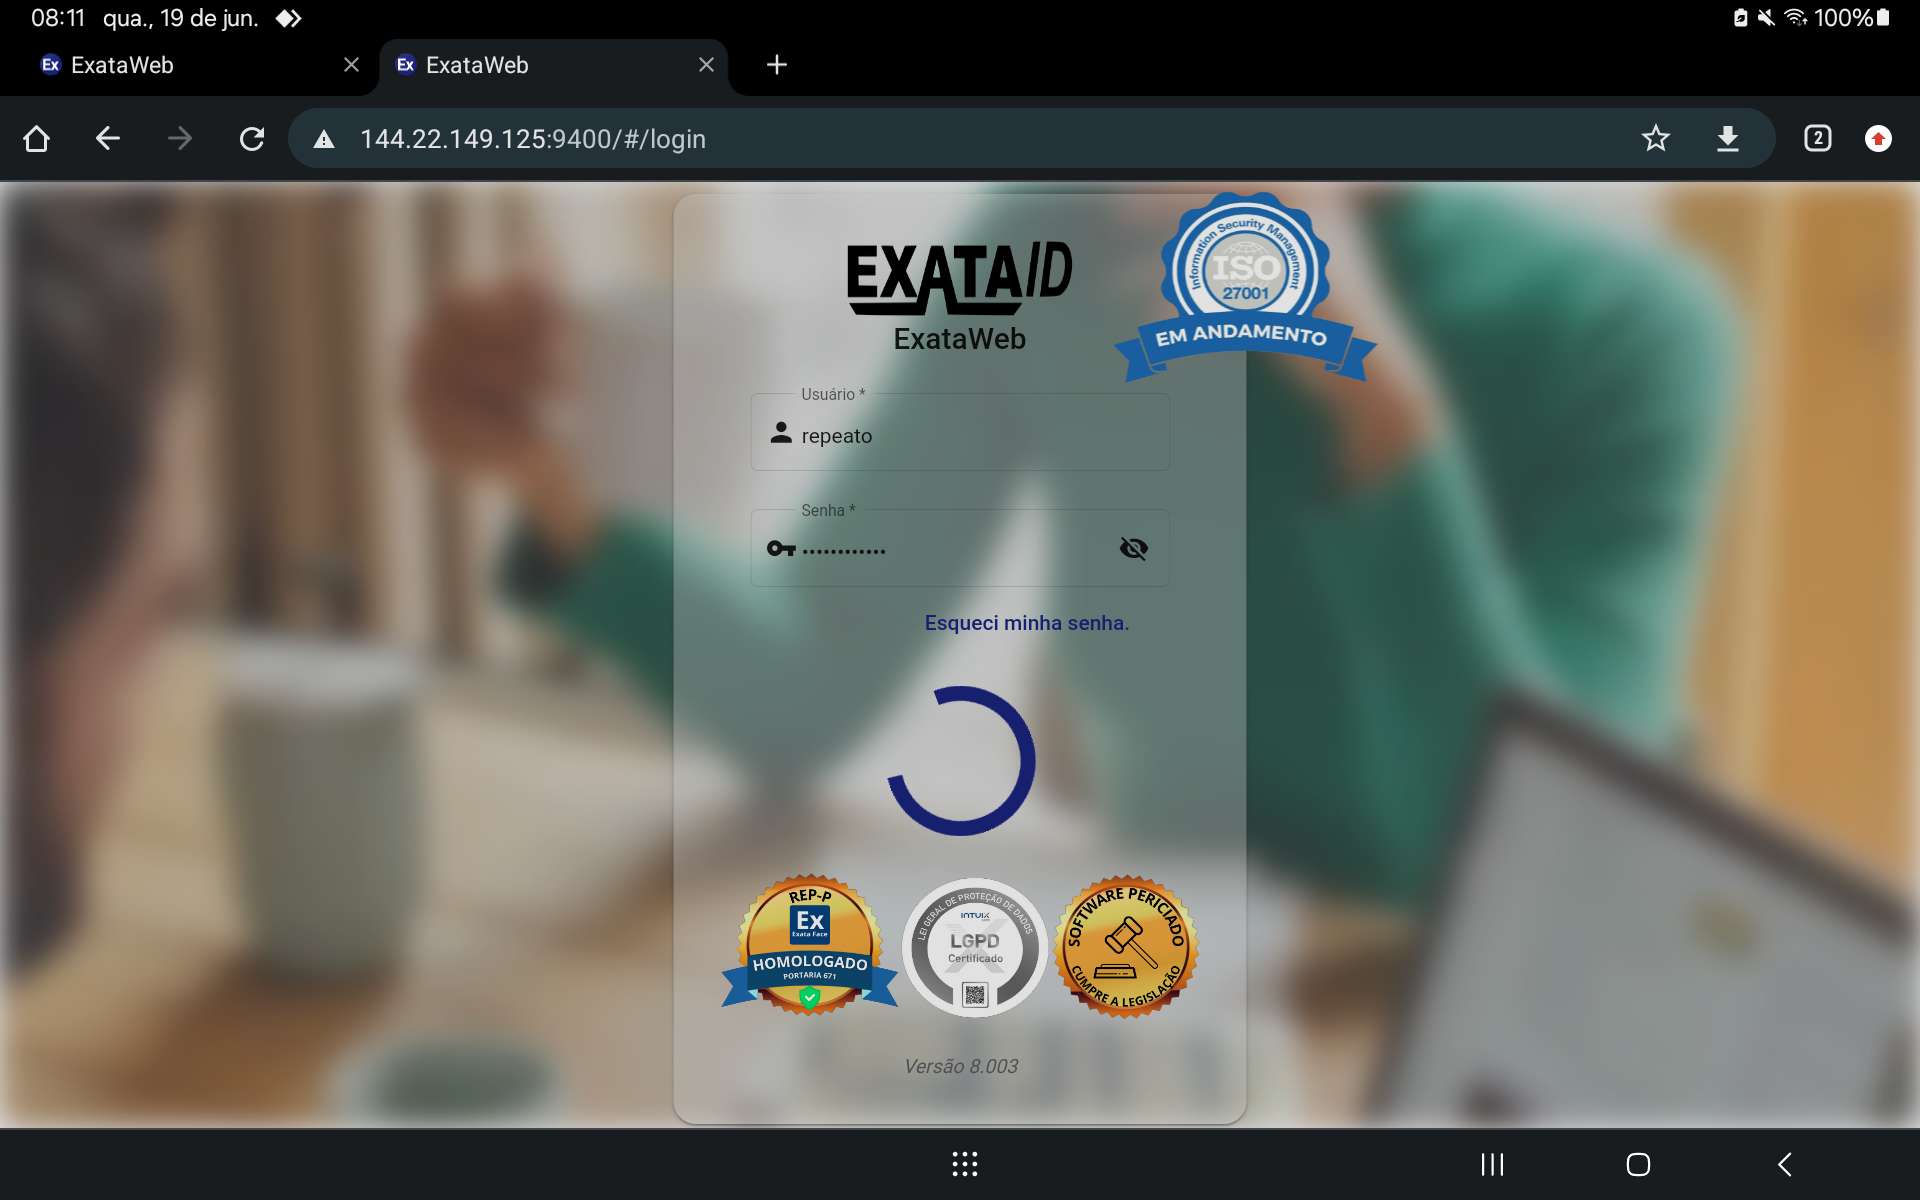 08:11 qua., 19 de jun. 100%
Ex ExataWeb Ex ExataWeb
144.22.149.125:9400/#/login 2
EXATAID
ExataWeb
Information Security Management
ISO
27001
EM ANDAMENTO
Usuário *
repeato
Senha *
••••••••••••
Esqueci minha senha.
REP-P
Ex
Exata Face
HOMOLOGADO
PORTARIA 671
LEI GERAL DE PROTEÇÃO DE DADOS
INTUIX
LGPD
Certificado
SOFTWARE PERICIADO
CUMPRE A LEGISLAÇÃO
Versão 8.003